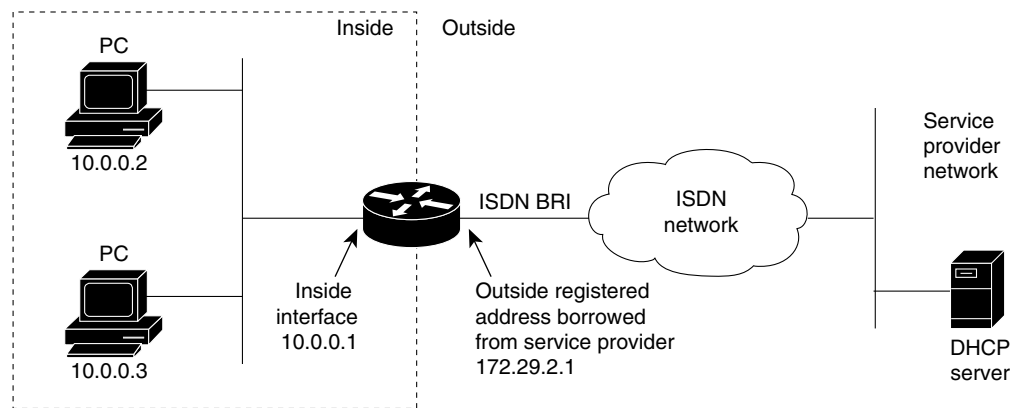 Inside
Outside
PC
10.0.0.2
PC
10.0.0.3
Inside
interface
10.0.0.1
ISDN BRI
Outside registered
address borrowed
from service provider
172.29.2.1
ISDN
network
Service
provider
network
DHCP
server